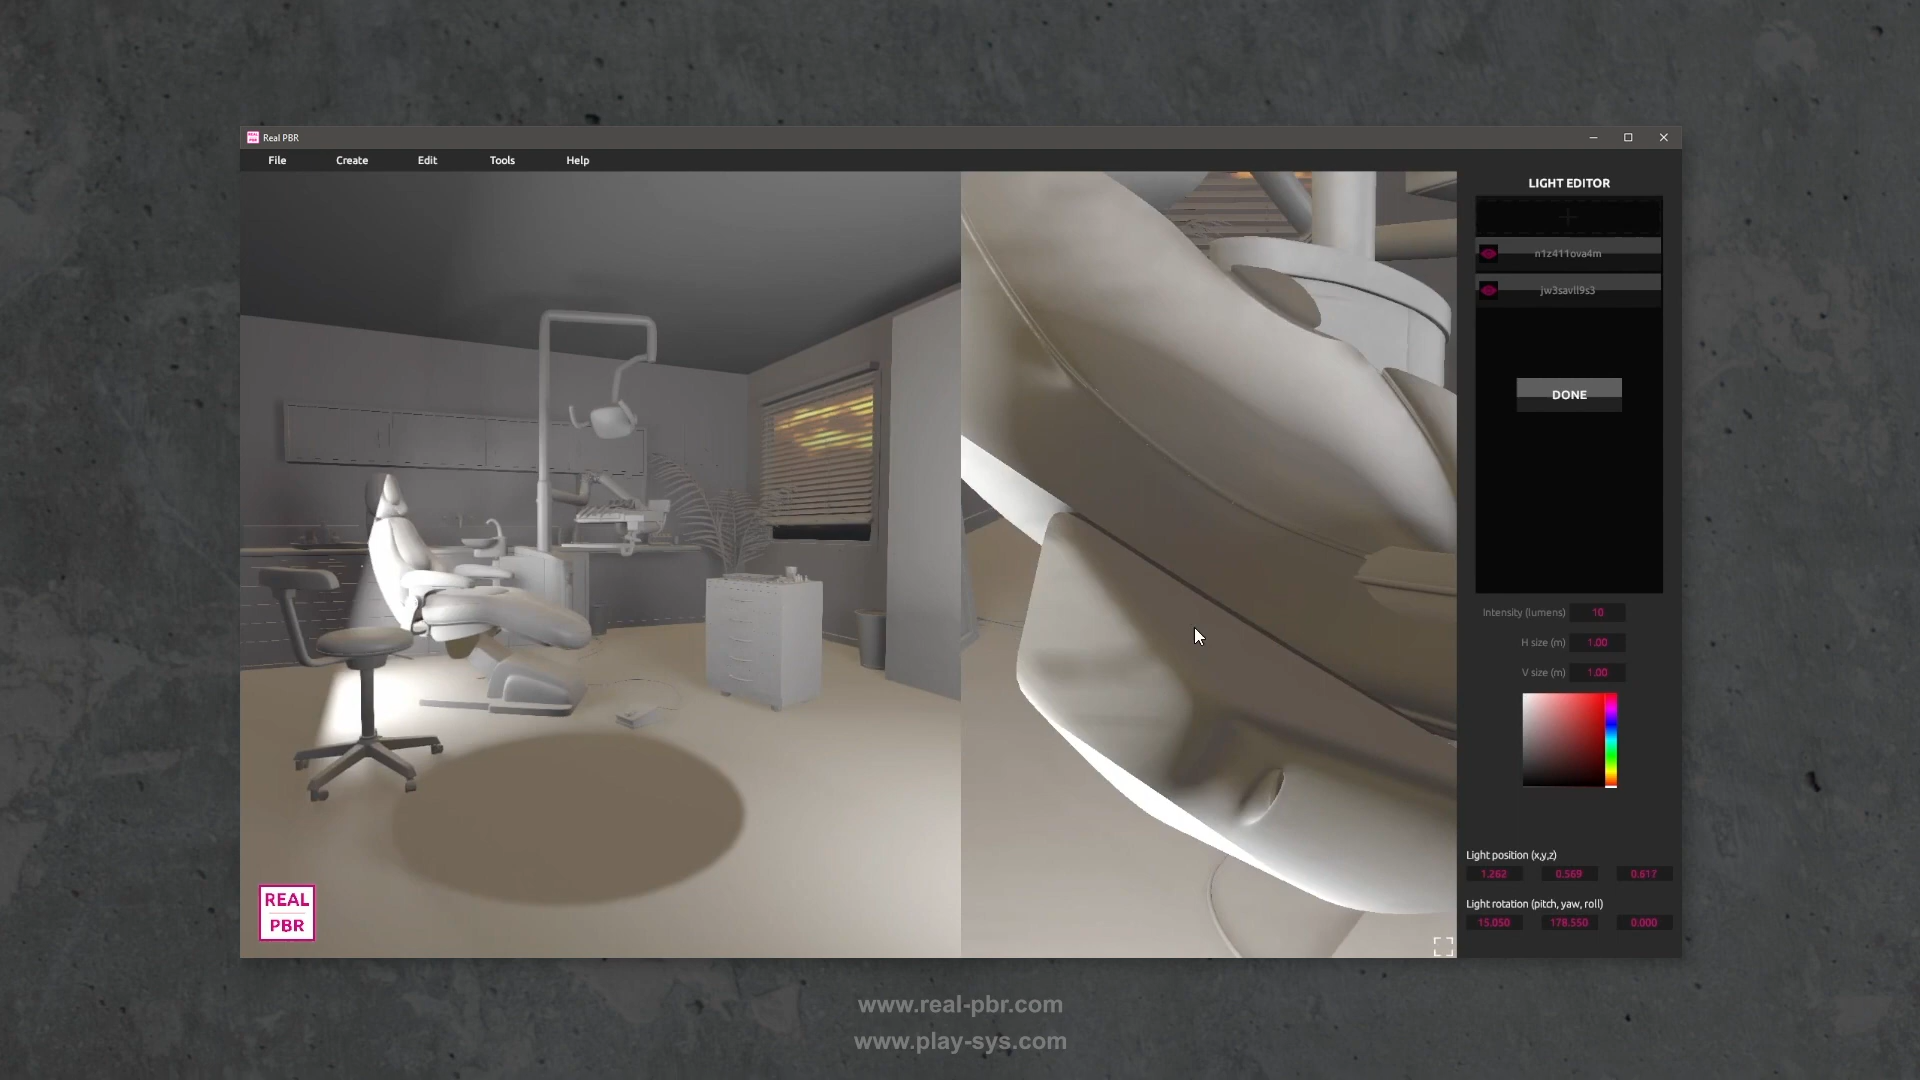 Real PBR
File Create Edit Tools Help
LIGHT EDITOR
n1z411ova4m
jw3savll9s3
DONE
Intensity (lumens) 10
H size (m) 1.00
V size (m) 1.00
Light position (x,y,z)
1.262 0.569 0.617
Light rotation (pitch, yaw, roll)
15.050 178.550 0.000
REAL
PBR
www.real-pbr.com
www.play-sys.com